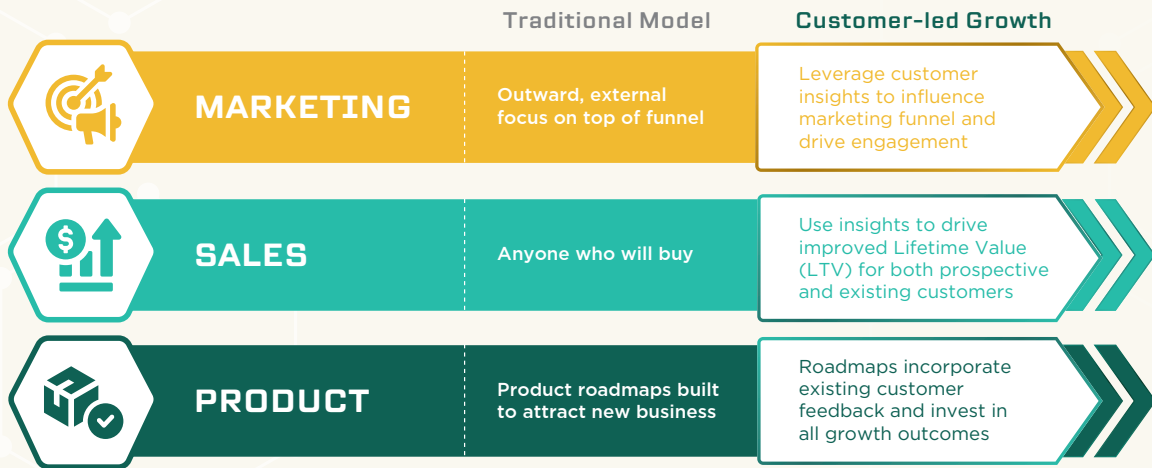 Traditional Model
Customer-led Growth
MARKETING
Outward, external
focus on top of funnel
Leverage customer
insights to influence
marketing funnel and
drive engagement
$
SALES
Anyone who will buy
Use insights to drive
improved Lifetime Value
(LTV) for both prospective
and existing customers
PRODUCT
Product roadmaps built
to attract new business
Roadmaps incorporate
existing customer
feedback and invest in
all growth outcomes